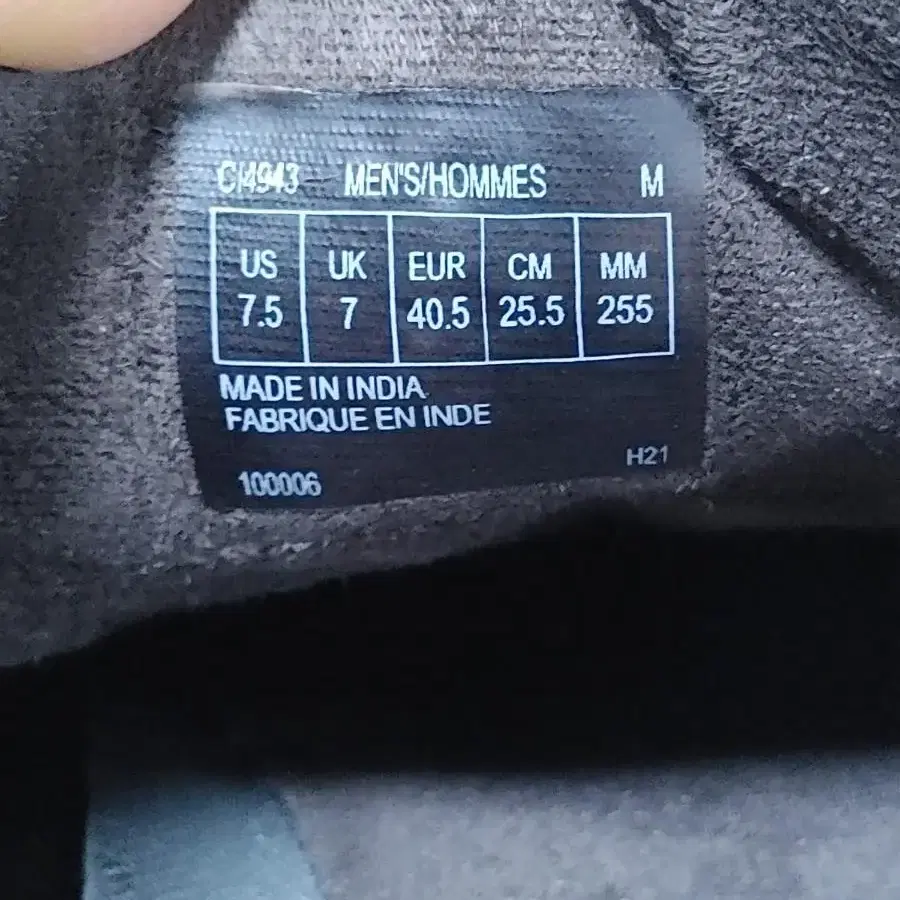 CI4943 MEN'S/HOMMES M
US UK EUR CM MM
7.5 7 40.5 25.5 255
MADE IN INDIA
FABRIQUE EN INDE
H21
100006